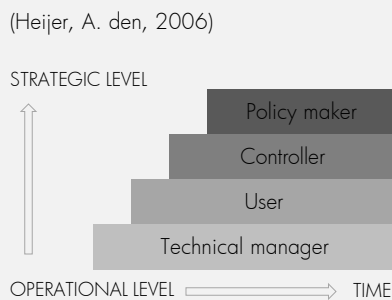 (Heijer, A. den, 2006)
STRATEGIC LEVEL
Policy maker
Controller
User
Technical manager
OPERATIONAL LEVEL TIME